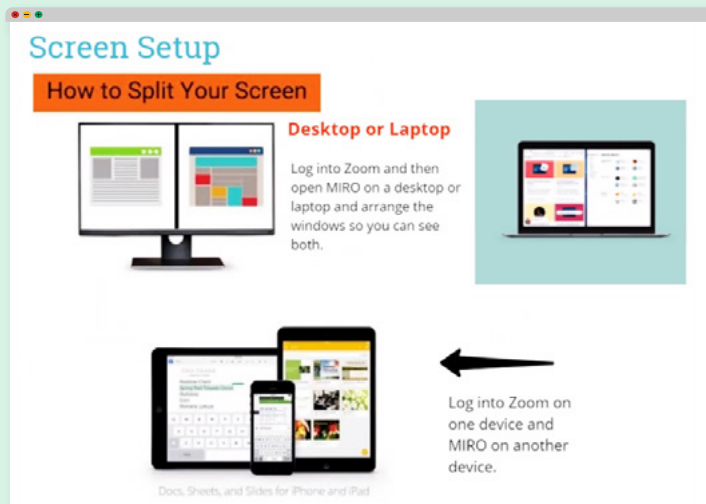 Screen Setup
How to Split Your Screen
Desktop or Laptop
Log into Zoom and then
open MIRO on a desktop or
laptop and arrange the
windows so you can see
both.
Log into Zoom on
one device and
MIRO on another
device.
Docs, Sheets, and Slides for iPhone and iPad